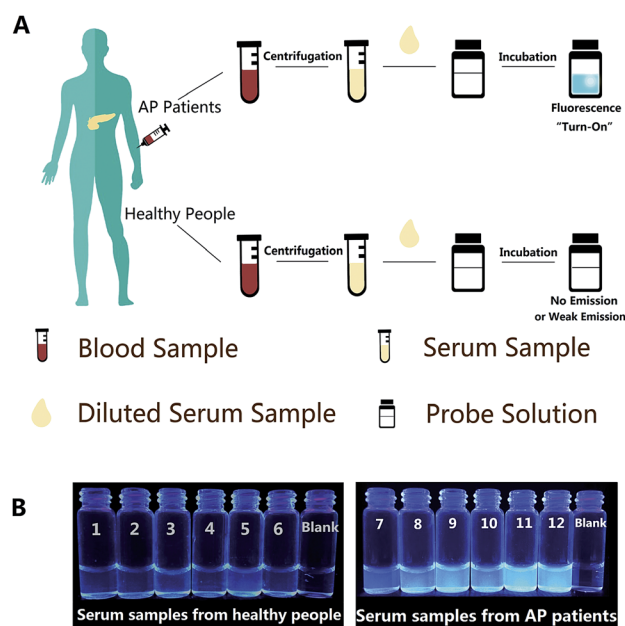 A
AP Patients
Centrifugation
Incubation
Fluorescence
"Turn-On"
Healthy People
Centrifugation
Incubation
No Emission
or Weak Emission
Blood Sample
Serum Sample
Diluted Serum Sample
Probe Solution
B
1 2 3 4 5 6 Blank
Serum samples from healthy people
7 8 9 10 11 12 Blank
Serum samples from AP patients